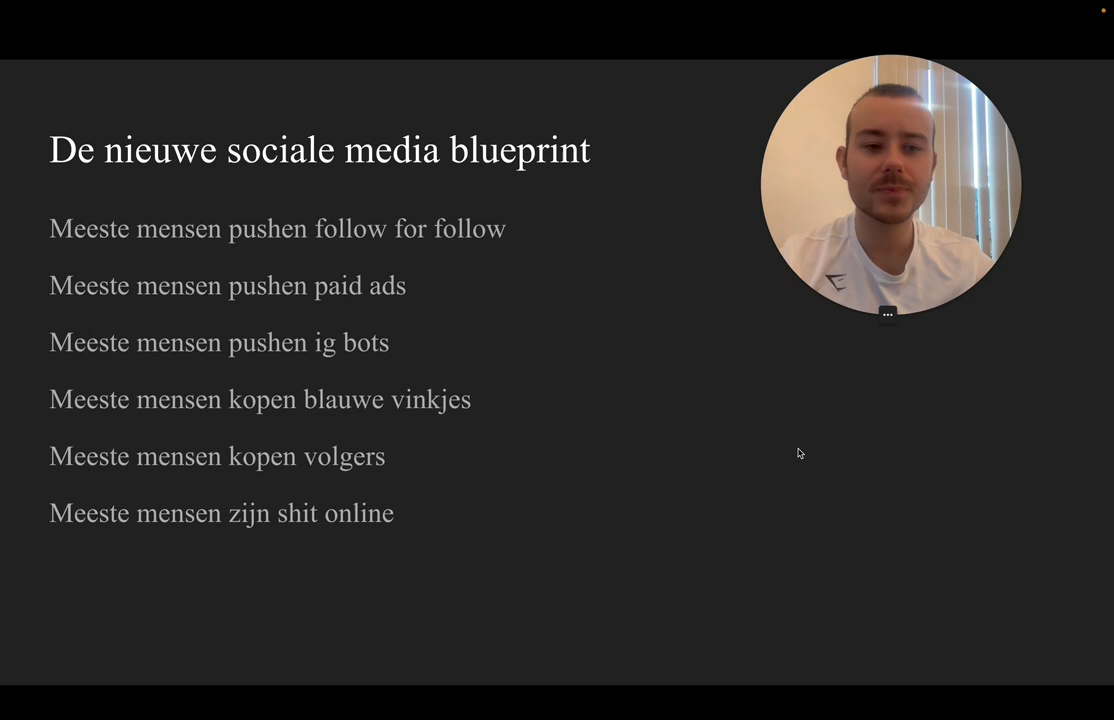 De nieuwe sociale media blueprint
Meeste mensen pushen follow for follow
Meeste mensen pushen paid ads
Meeste mensen pushen ig bots
Meeste mensen kopen blauwe vinkjes
Meeste mensen kopen volgers
Meeste mensen zijn shit online